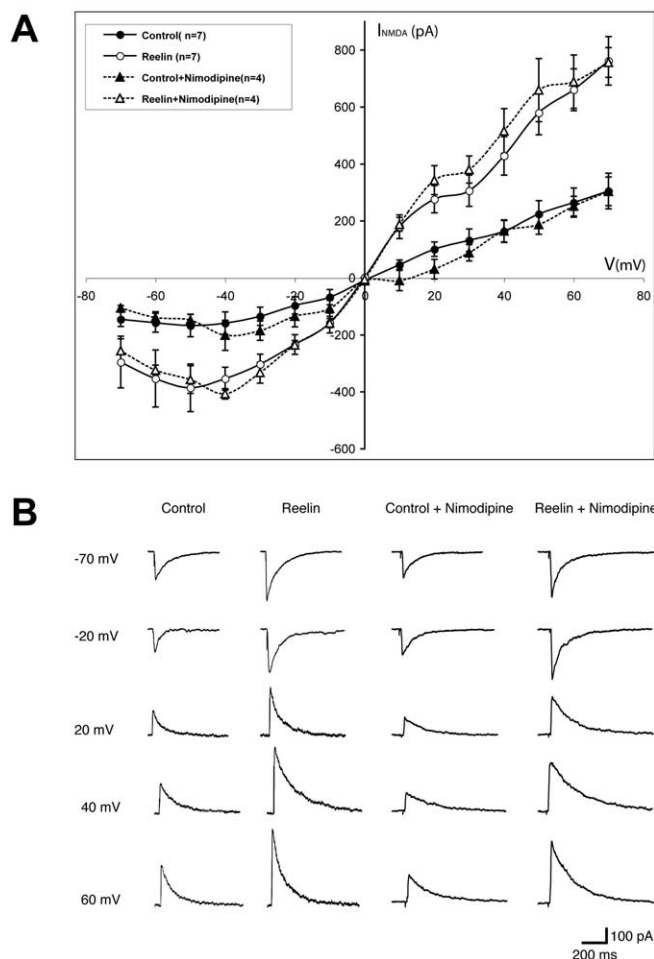 A
I NMDA (pA)
Control( n=7)
Reelin (n=7)
Control+Nimodipine(n=4)
Reelin+Nimodipine(n=4)
800
600
400
200
0
V(mV)
-80 -60 -40 -20 0 20 40 60 80
-200
-400
-600
B
Control Reelin Control + Nimodipine Reelin + Nimodipine
-70 mV
-20 mV
20 mV
40 mV
60 mV
100 pA
200 ms